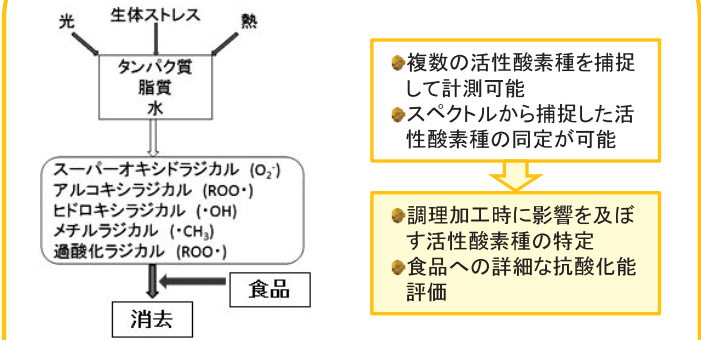 光
生体ストレス
熱
タンパク質
脂質
水
スーパーオキシドラジカル (O₂⁻)
アルコキシラジカル (ROO・)
ヒドロキシラジカル (・OH)
メチルラジカル (・CH₃)
過酸化ラジカル (ROO・)
食品
消去
●複数の活性酸素種を捕捉
して計測可能
●スペクトルから捕捉した活
性酸素種の同定が可能
●調理加工時に影響を及ぼ
す活性酸素種の特定
●食品への詳細な抗酸化能
評価